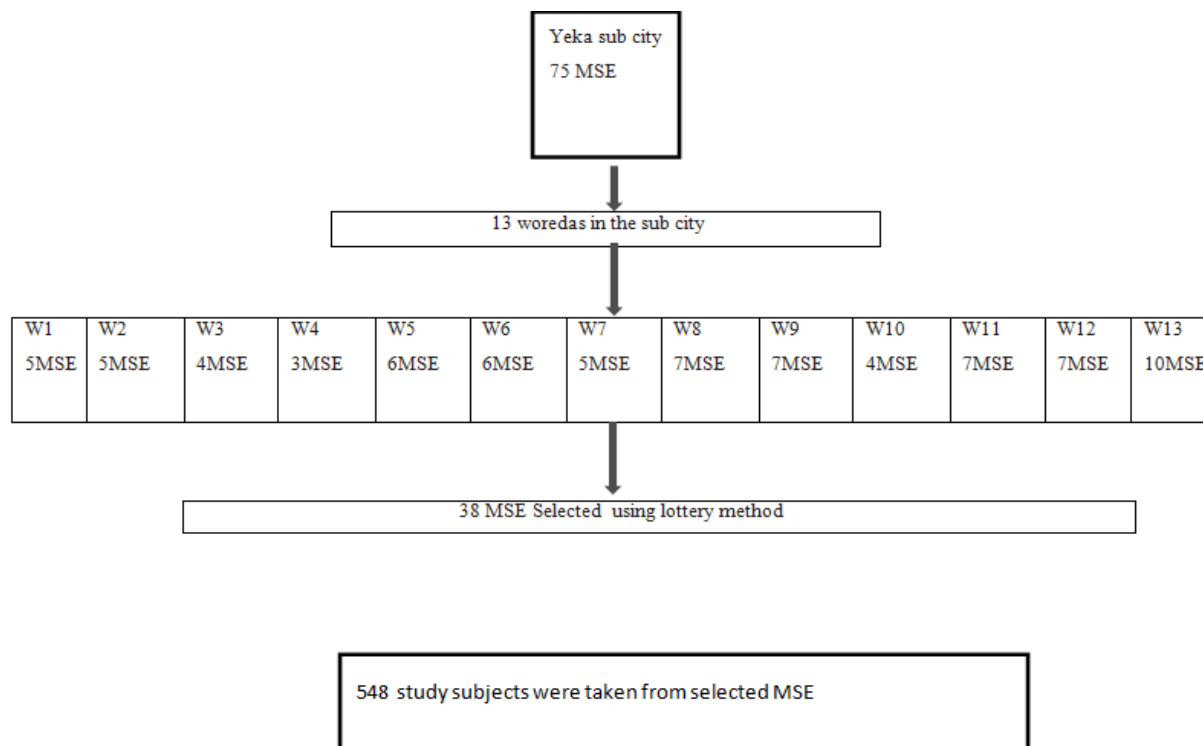 Yeka sub city
75 MSE
13 woredas in the sub city
W1 W2 W3 W4 W5 W6 W7 W8 W9 W10 W11 W12 W13
5MSE 5MSE 4MSE 3MSE 6MSE 6MSE 5MSE 7MSE 7MSE 4MSE 7MSE 7MSE 10MSE
38 MSE Selected using lottery method
548 study subjects were taken from selected MSE